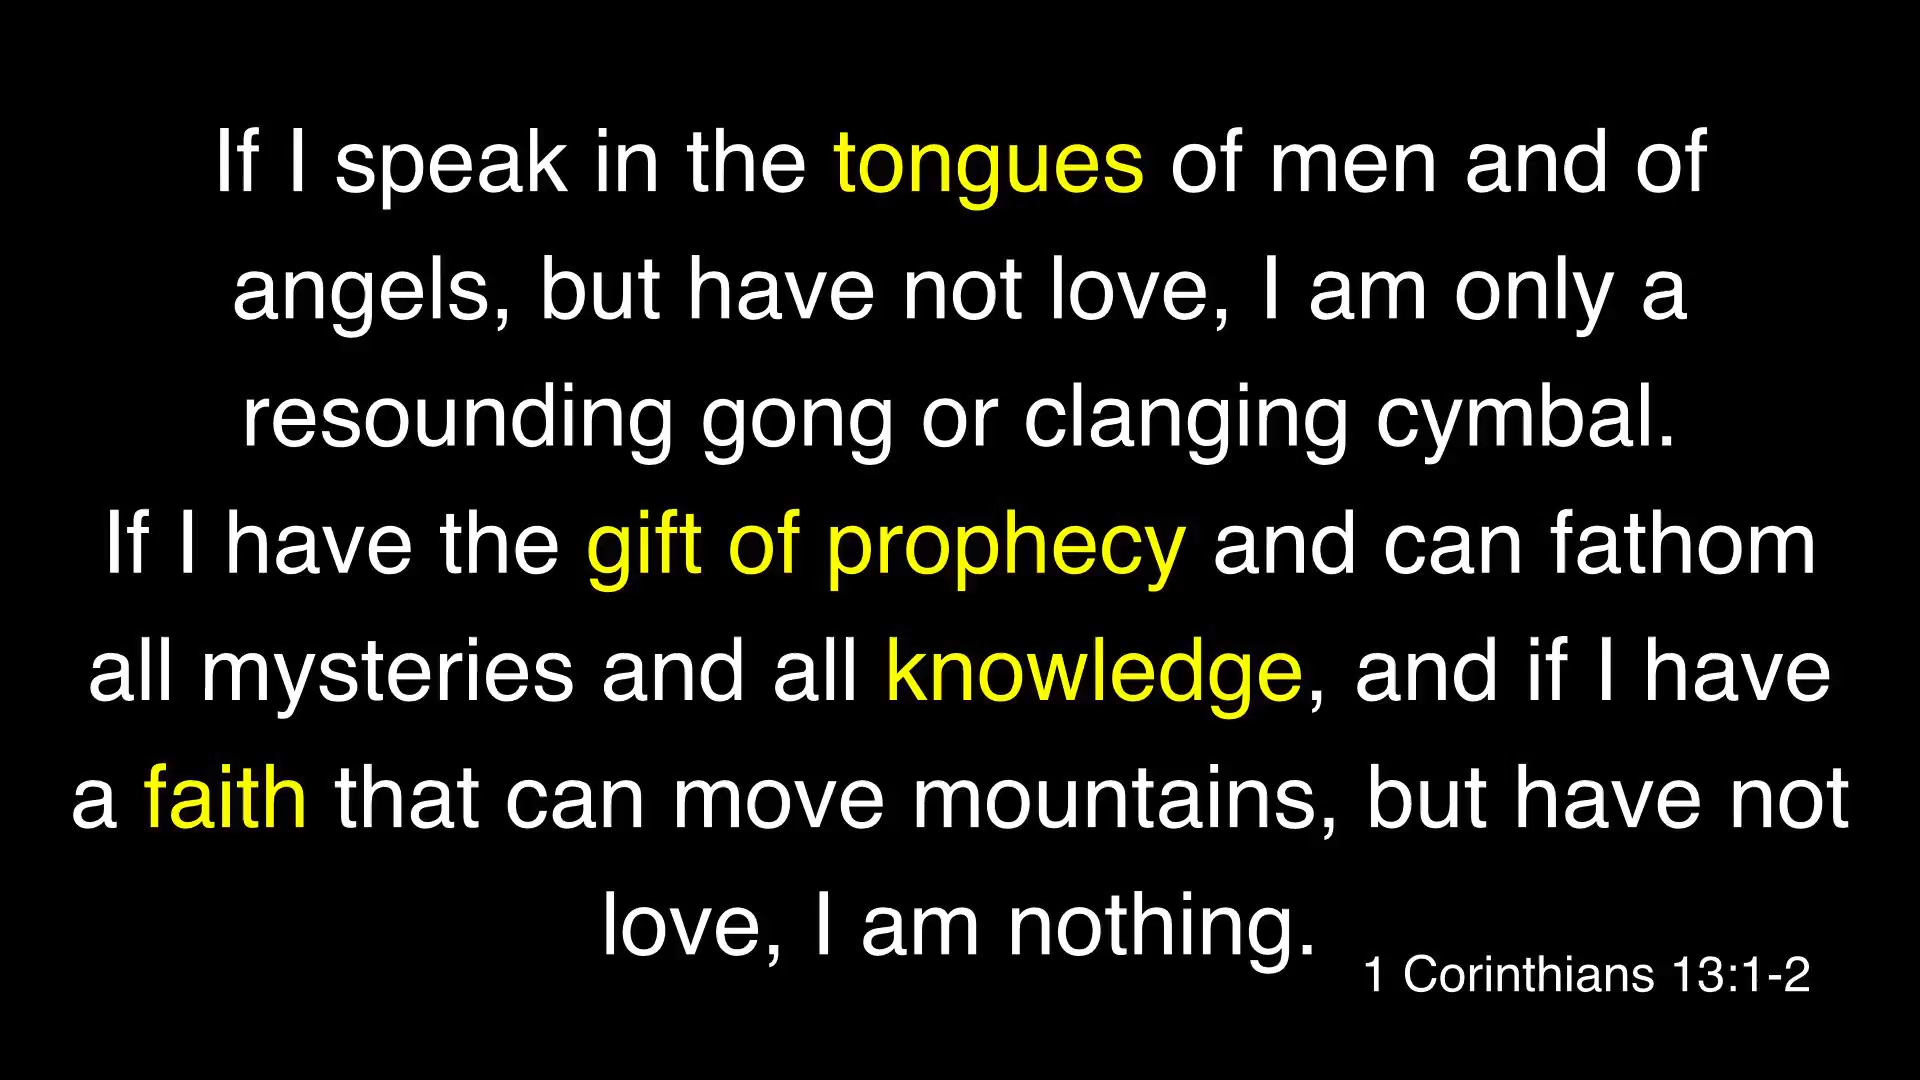 If I speak in the tongues of men and of
angels, but have not love, I am only a
resounding gong or clanging cymbal.
If I have the gift of prophecy and can fathom
all mysteries and all knowledge, and if I have
a faith that can move mountains, but have not
love, I am nothing.
1 Corinthians 13:1-2